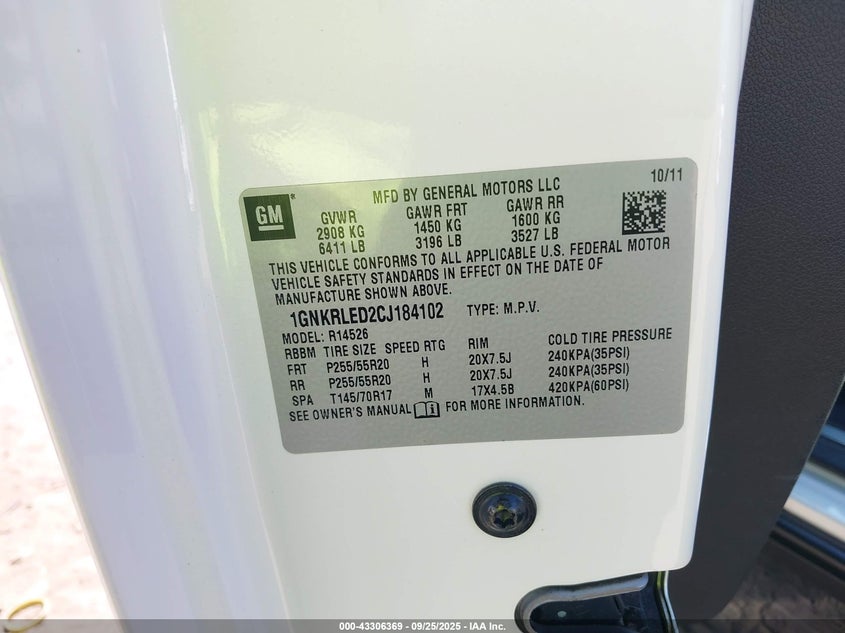 GM
MFD BY GENERAL MOTORS LLC
10/11
GVWR GAWR FRT GAWR RR
2908 KG 1450 KG 1600 KG
6411 LB 3196 LB 3527 LB
THIS VEHICLE CONFORMS TO ALL APPLICABLE U.S. FEDERAL MOTOR
VEHICLE SAFETY STANDARDS IN EFFECT ON THE DATE OF
MANUFACTURE SHOWN ABOVE.
1GNKRLED2CJ184102 TYPE: M.P.V.
MODEL: R14526
RBBM TIRE SIZE SPEED RTG RIM COLD TIRE PRESSURE
FRT P255/55R20 H 20X7.5J 240KPA(35PSI)
RR P255/55R20 H 20X7.5J 240KPA(35PSI)
SPA T145/70R17 M 17X4.5B 420KPA(60PSI)
SEE OWNER'S MANUAL FOR MORE INFORMATION.
000-43306369 - 09/25/2025 - IAA Inc.